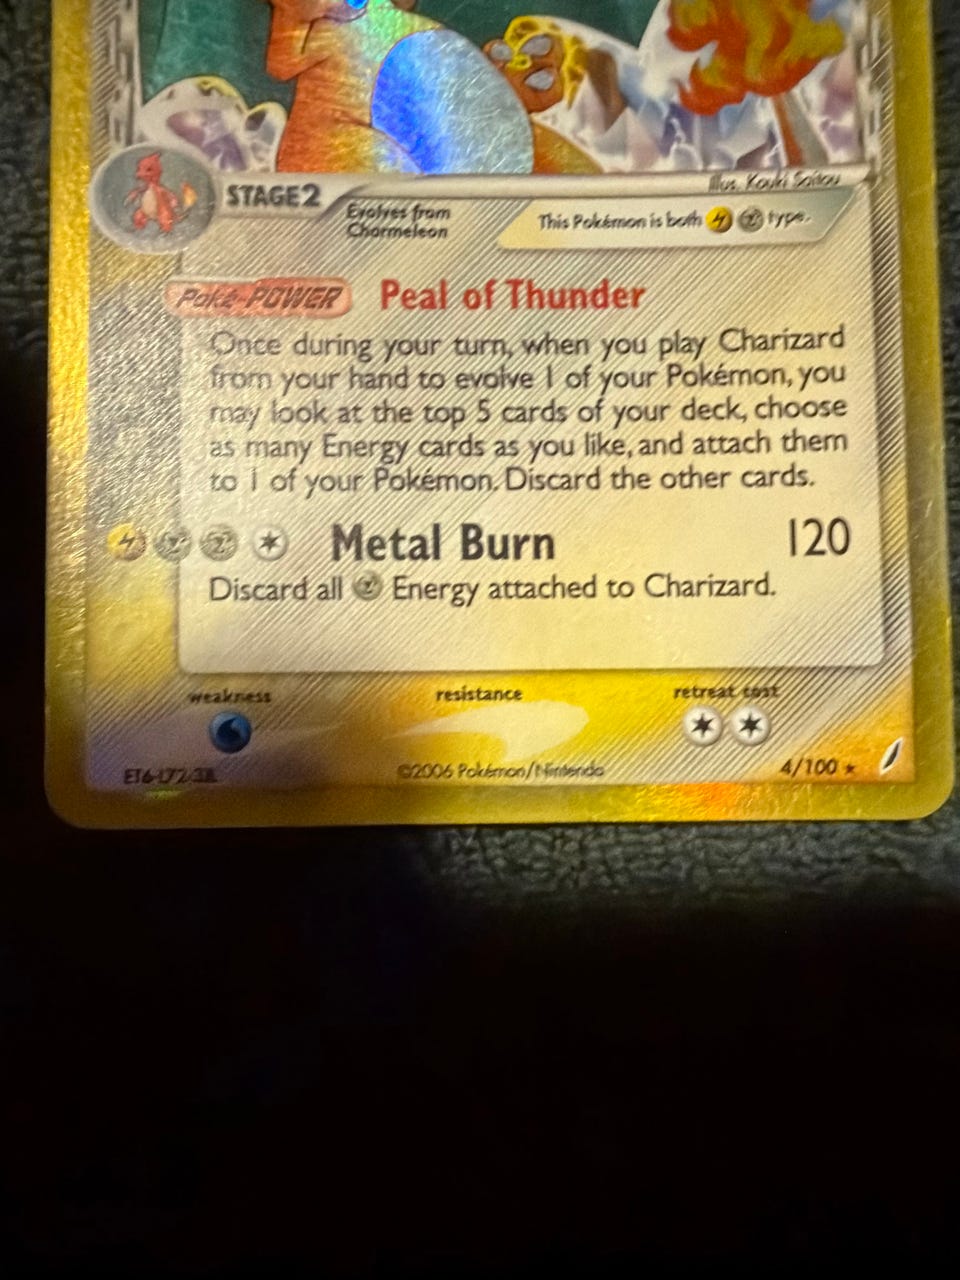 Illus. Kouki Saitou
STAGE2
Evolves from
Charmeleon
This Pokémon is both type.
Poké-POWER Peal of Thunder
Once during your turn, when you play Charizard
from your hand to evolve 1 of your Pokémon, you
may look at the top 5 cards of your deck, choose
as many Energy cards as you like, and attach them
to 1 of your Pokémon. Discard the other cards.
Metal Burn 120
Discard all Energy attached to Charizard.
weakness resistance retreat cost
©2006 Pokémon/Nintendo 4/100 ★